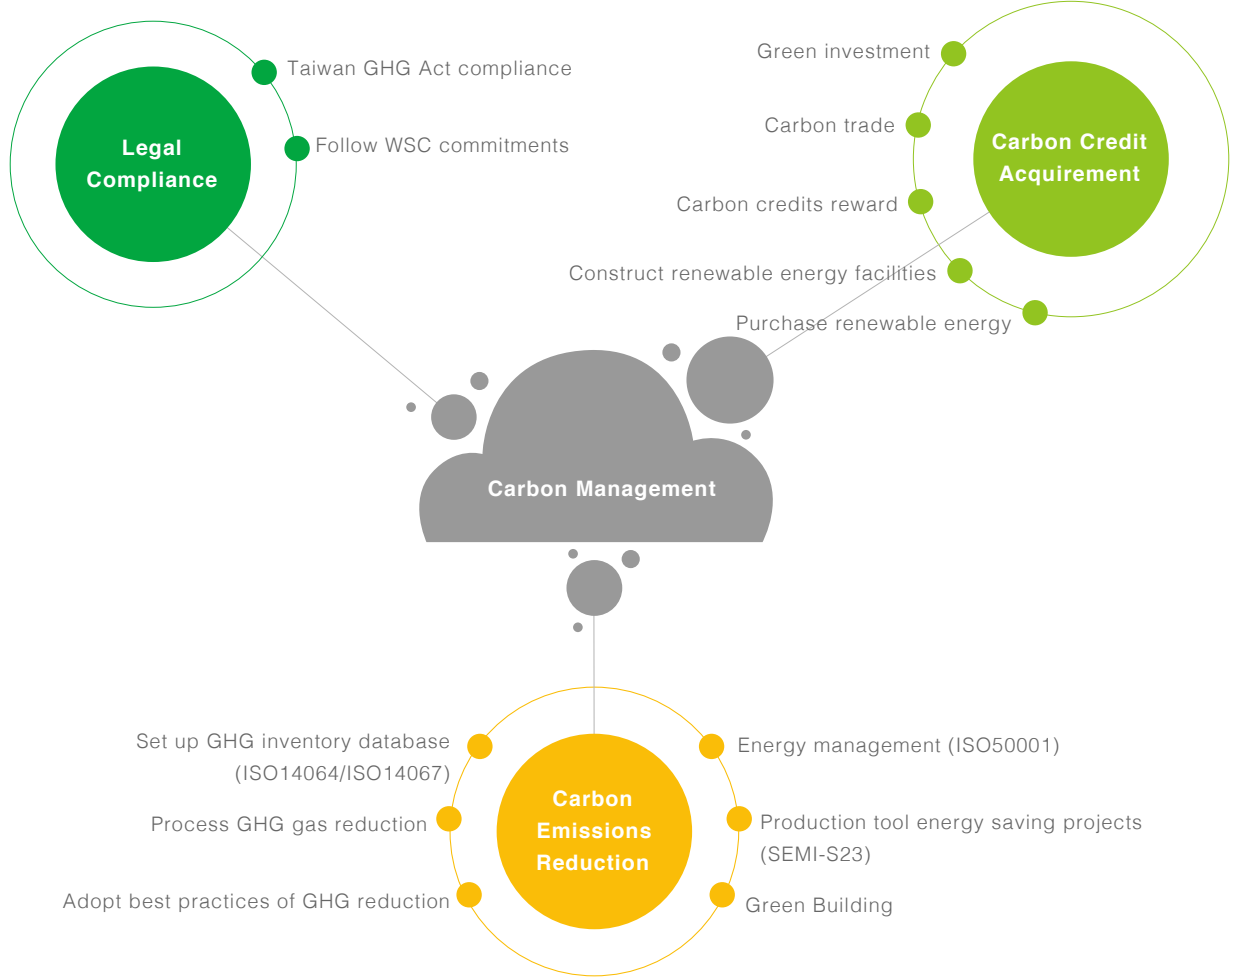 Legal
Compliance
Taiwan GHG Act compliance
Follow WSC commitments
Carbon Credit
Acquirement
Green investment
Carbon trade
Carbon credits reward
Construct renewable energy facilities
Purchase renewable energy
Carbon Management
Carbon
Emissions
Reduction
Set up GHG inventory database
(ISO14064/ISO14067)
Process GHG gas reduction
Adopt best practices of GHG reduction
Energy management (ISO50001)
Production tool energy saving projects
(SEMI-S23)
Green Building